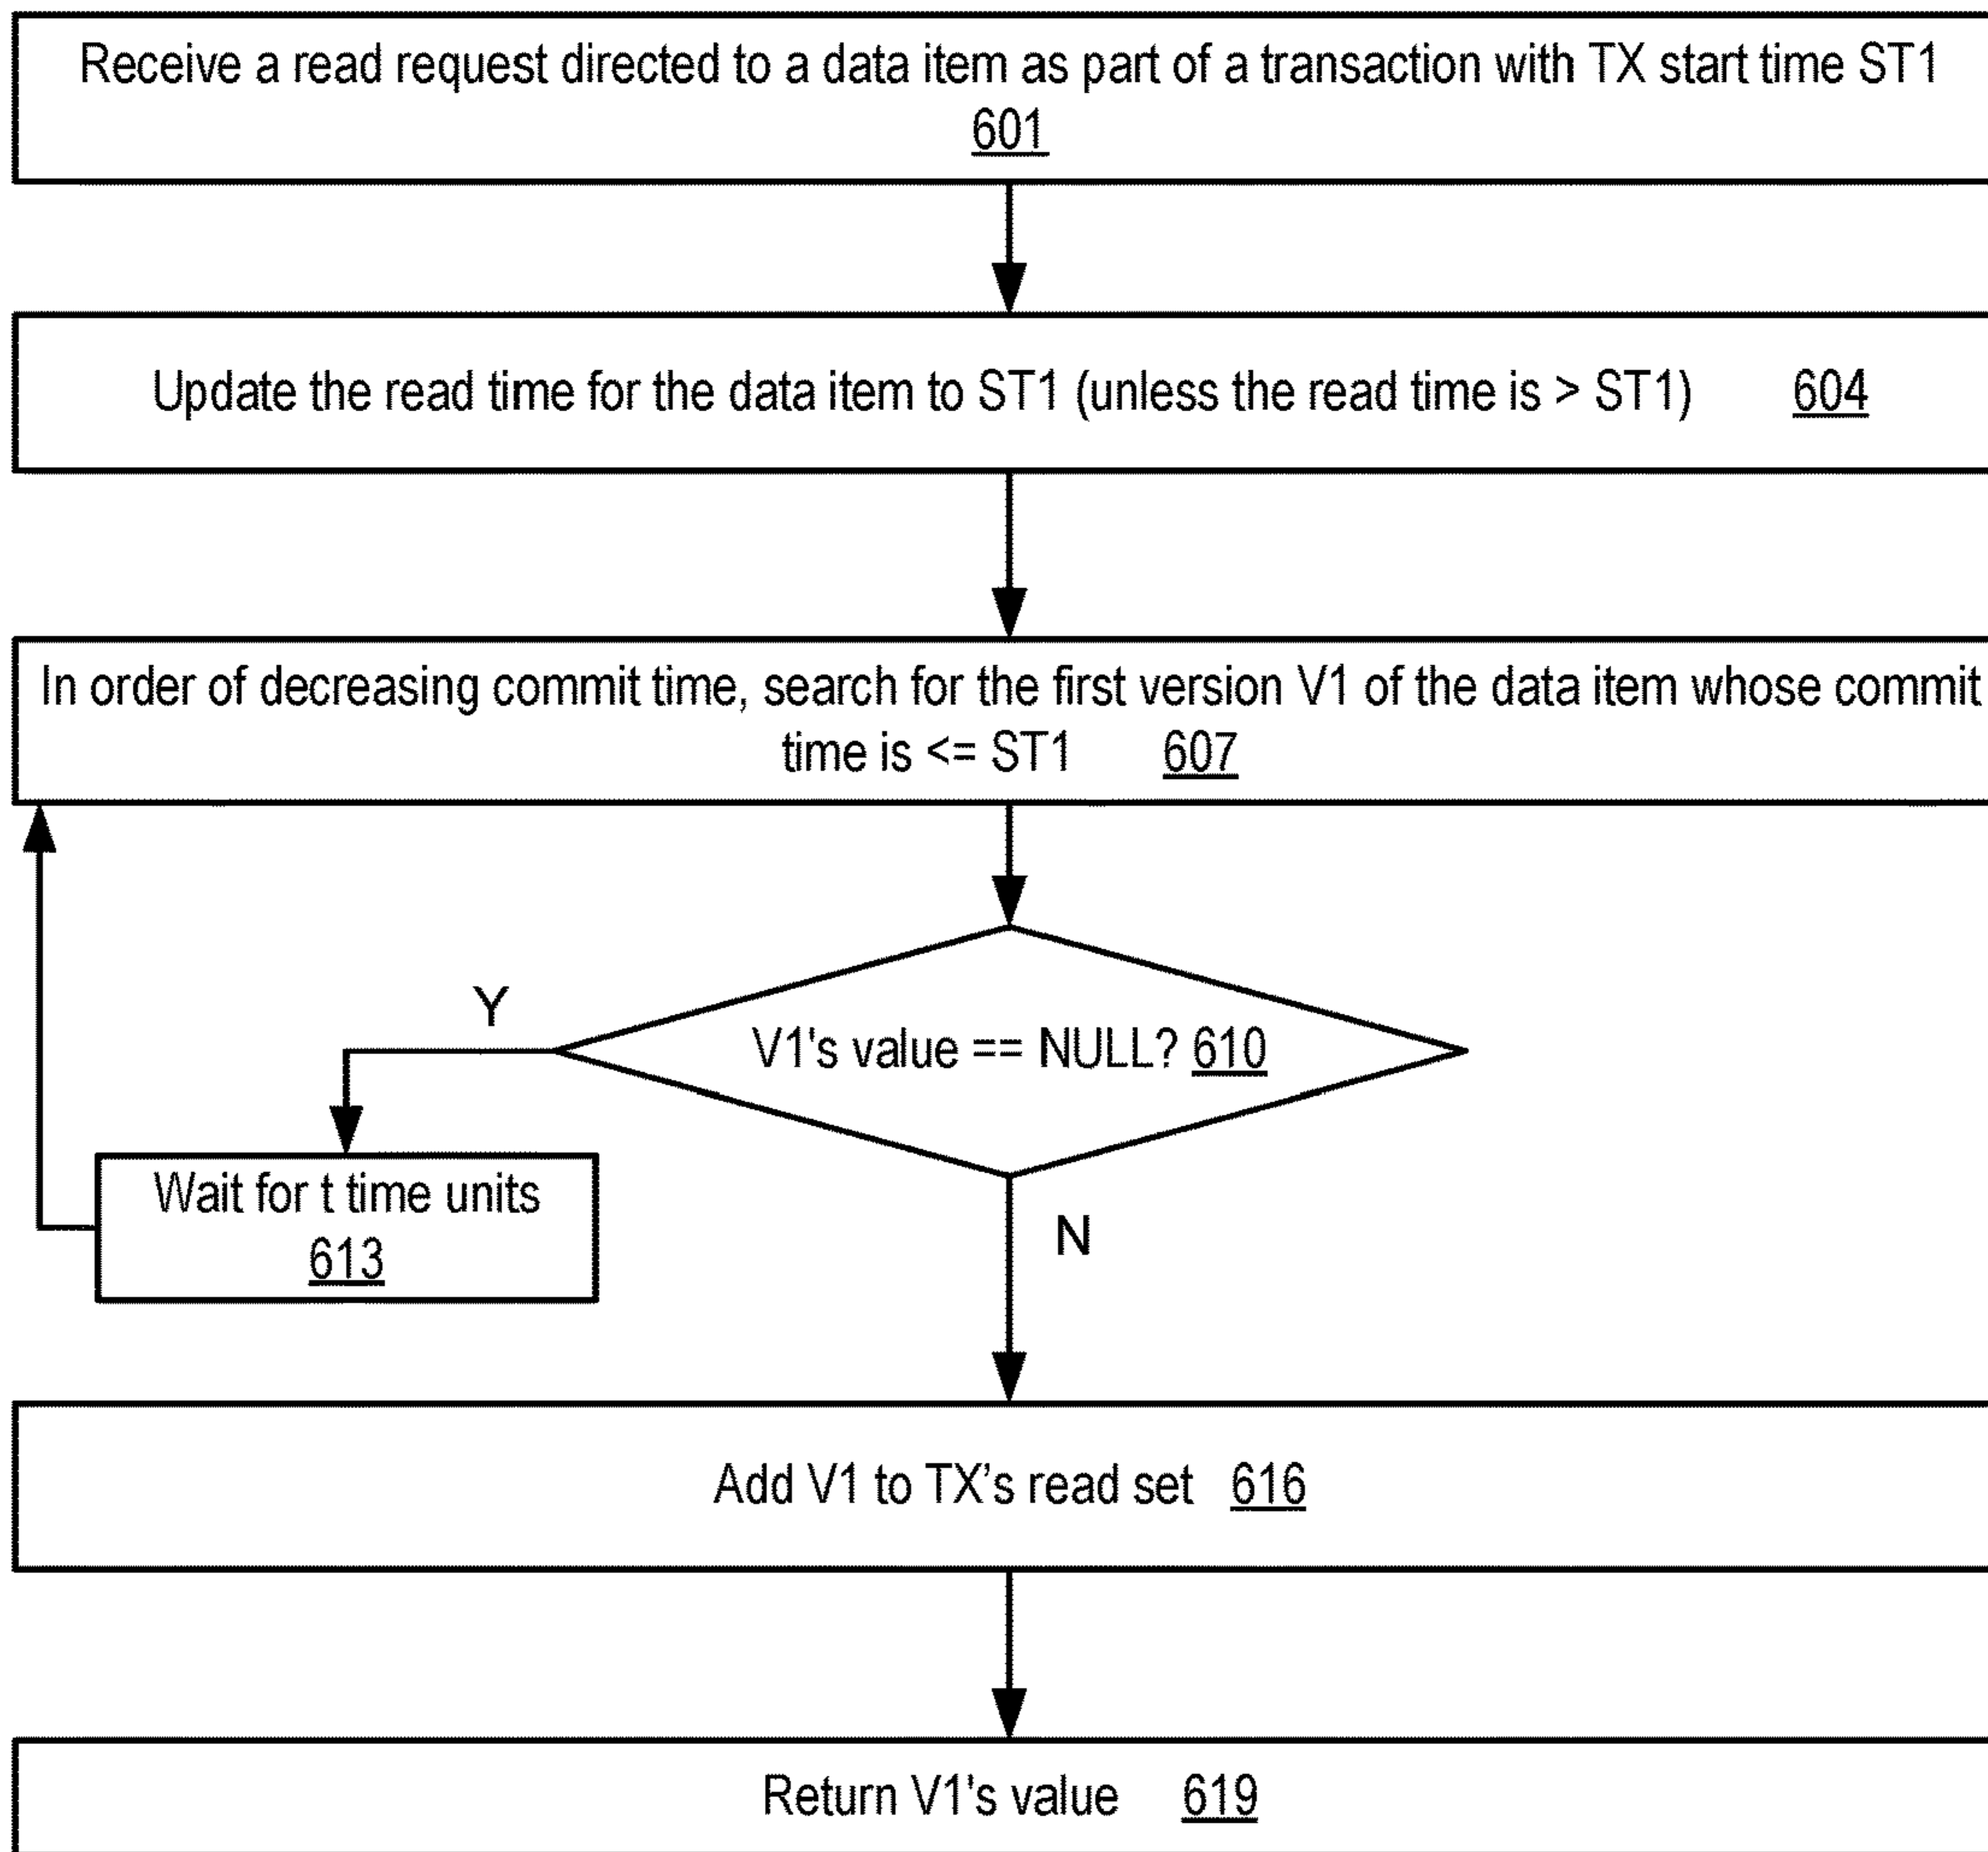 Receive a read request directed to a data item as part of a transaction with TX start time ST1
601
Update the read time for the data item to ST1 (unless the read time is > ST1) 604
In order of decreasing commit time, search for the first version V1 of the data item whose commit
time is <= ST1 607
Y
V1's value == NULL? 610
Wait for t time units
613
N
Add V1 to TX’s read set 616
Return V1's value 619